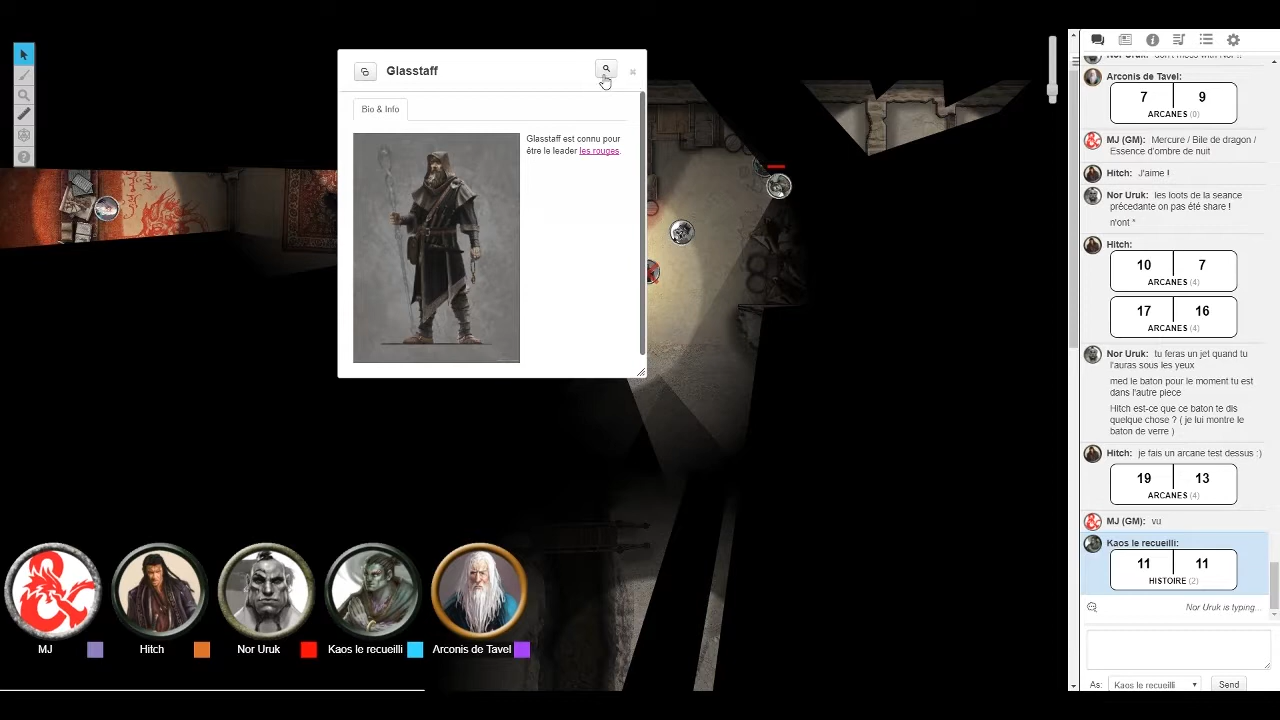 Glasstaff
Bio & Info
Glasstaff est connu pour
être le leader les rouges.
Arconis de Tavel:
7 9
ARCANES (0)
MJ (GM): Mercure / Bile de dragon /
Essence d'ombre de nuit
Hitch: J'aime !
Nor Uruk: les loots de la seance
précedante on pas été share !
n'ont *
Hitch:
10 7
ARCANES (4)
17 16
ARCANES (4)
Nor Uruk: tu feras un jet quand tu
l'auras sous les yeux
med le baton pour le moment tu est
dans l'autre piece
Hitch est-ce que ce baton te dis
quelque chose ? ( je lui montre le
baton de verre )
Hitch: je fais un arcane test dessus :)
19 13
ARCANES (4)
MJ (GM): vu
Kaos le recueilli:
11 11
HISTOIRE (2)
Nor Uruk is typing...
As: Kaos le recueilli
Send
MJ
Hitch
Nor Uruk
Kaos le recueilli
Arconis de Tavel